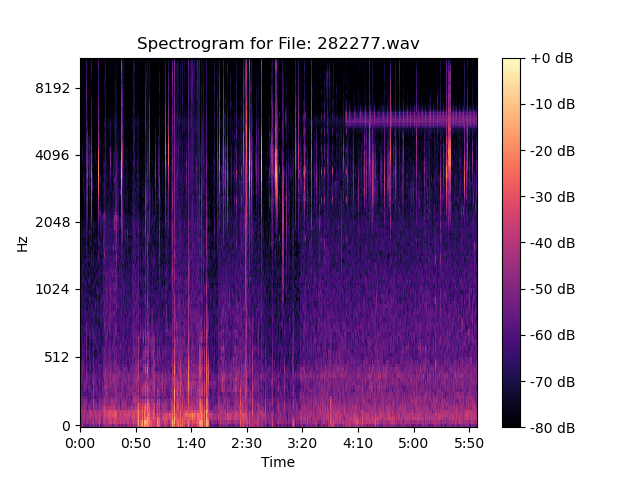 Spectrogram for File: 282277.wav
Hz
8192
4096
2048
1024
512
0
0:00 0:50 1:40 2:30 3:20 4:10 5:00 5:50
Time
+0 dB
-10 dB
-20 dB
-30 dB
-40 dB
-50 dB
-60 dB
-70 dB
-80 dB